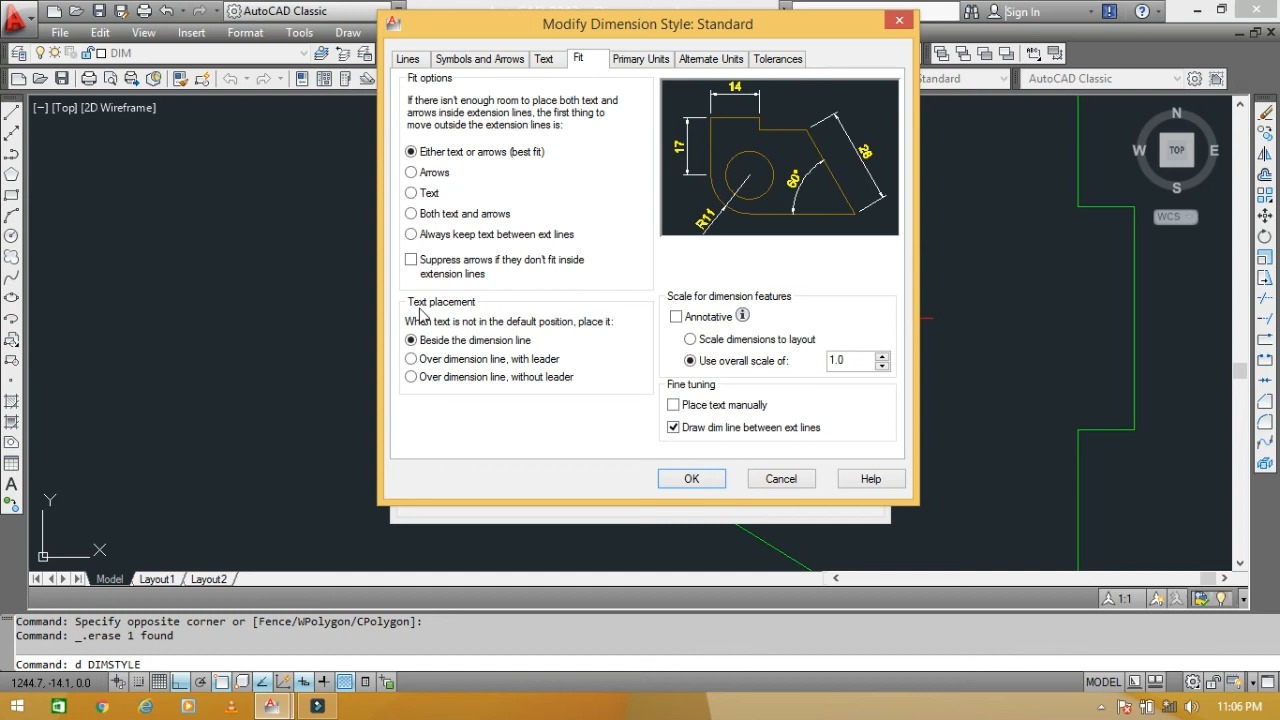 AutoCAD Classic
Sign In
File Edit View Insert Format Tools Draw
DIM
Standard
AutoCAD Classic
[−] [Top] [2D Wireframe]
Modify Dimension Style: Standard
Lines Symbols and Arrows Text Fit Primary Units Alternate Units Tolerances
Fit options
If there isn't enough room to place both text and
arrows inside extension lines, the first thing to
move outside the extension lines is:
Either text or arrows (best fit)
Arrows
Text
Both text and arrows
Always keep text between ext lines
Suppress arrows if they don't fit inside
extension lines
Text placement
When text is not in the default position, place it:
Beside the dimension line
Over dimension line, with leader
Over dimension line, without leader
14
17
60°
R11
Scale for dimension features
Annotative
Scale dimensions to layout
Use overall scale of: 1.0
Fine tuning
Place text manually
Draw dim line between ext lines
OK Cancel Help
N
W TOP E
S
WCS
Y
X
Model Layout1 Layout2
1:1
Command: Specify opposite corner or [Fence/WPolygon/CPolygon]:
Command: _.erase 1 found
Command: d DIMSTYLE
1244.7, -14.1, 0.0
MODEL
11:06 PM